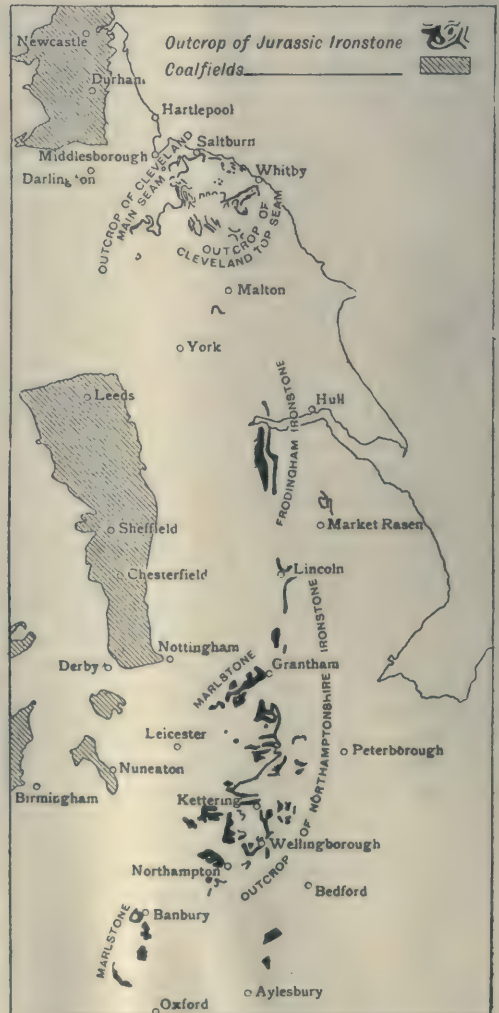 Newcastle
Outcrop of Jurassic Ironstone
Coalfields
Durham
Hartlepool
Middlesborough
Saltburn
Darlington
Whitby
OUTCROP OF CLEVELAND
MAIN SEAM
OUTCROP OF
CLEVELAND TOP SEAM
Malton
York
Leeds
Hull
FRODINGHAM IRONSTONE
Sheffield
Market Rasen
Chesterfield
Lincoln
Nottingham
Derby
Grantham
MARLSTONE
OUTCROP OF NORTHAMPTONSHIRE IRONSTONE
Leicester
Peterborough
Nuneaton
Birmingham
Kettering
Wellingborough
Northampton
Bedford
Banbury
MARLSTONE
Aylesbury
Oxford